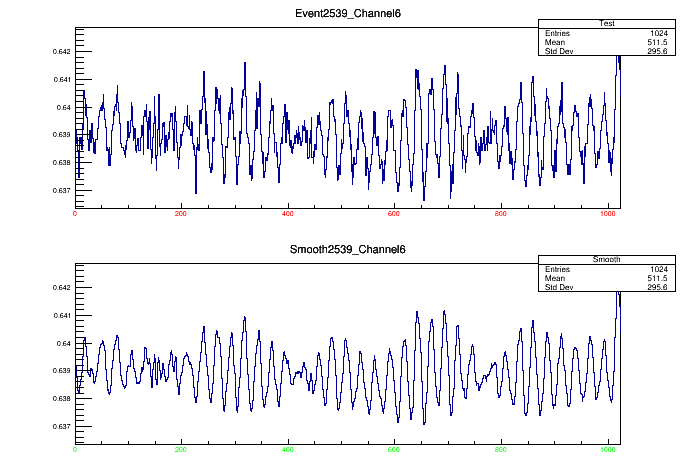 Event2539_Channel6
Test
Entries 1024
Mean 511.5
Std Dev 295.6
0.642
0.641
0.64
0.639
0.638
0.637
0 200 400 600 800 1000
Smooth2539_Channel6
Smooth
Entries 1024
Mean 511.5
Std Dev 295.6
0.642
0.641
0.64
0.639
0.638
0.637
0 200 400 600 800 1000